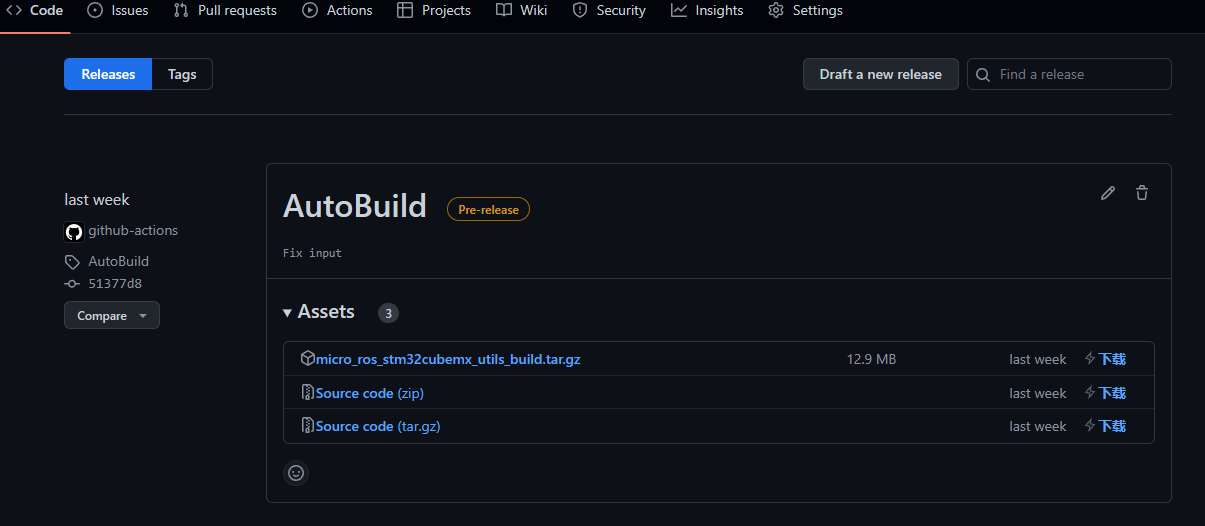 Code Issues Pull requests Actions Projects Wiki Security Insights Settings
Releases Tags Draft a new release Find a release
last week
github-actions
AutoBuild
51377d8
Compare
AutoBuild Pre-release
Fix input
Assets 3
micro_ros_stm32cubemx_utils_build.tar.gz 12.9 MB last week 下载
Source code (zip) last week 下载
Source code (tar.gz) last week 下载